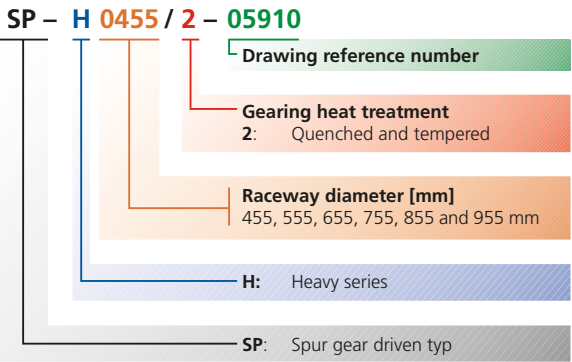 SP – H 0455 / 2 – 05910
Drawing reference number
Gearing heat treatment
2: Quenched and tempered
Raceway diameter [mm]
455, 555, 655, 755, 855 and 955 mm
H: Heavy series
SP: Spur gear driven typ